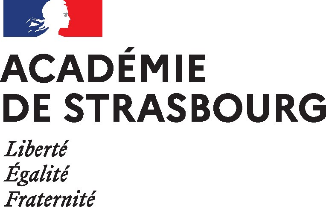 ACADÉMIE
DE STRASBOURG
Liberté
Égalité
Fraternité